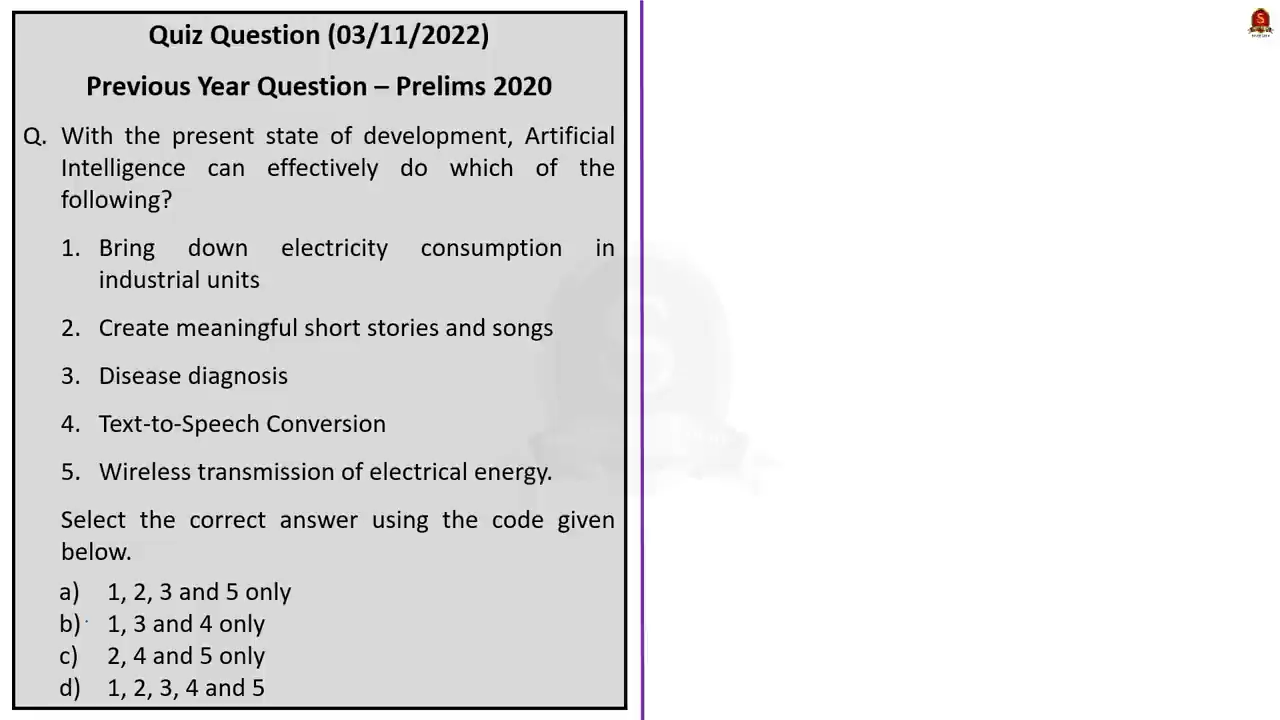 Quiz Question (03/11/2022)
Previous Year Question – Prelims 2020
Q. With the present state of development, Artificial
Intelligence can effectively do which of the
following?
1. Bring down electricity consumption in
industrial units
2. Create meaningful short stories and songs
3. Disease diagnosis
4. Text-to-Speech Conversion
5. Wireless transmission of electrical energy.
Select the correct answer using the code given
below.
a) 1, 2, 3 and 5 only
b) 1, 3 and 4 only
c) 2, 4 and 5 only
d) 1, 2, 3, 4 and 5